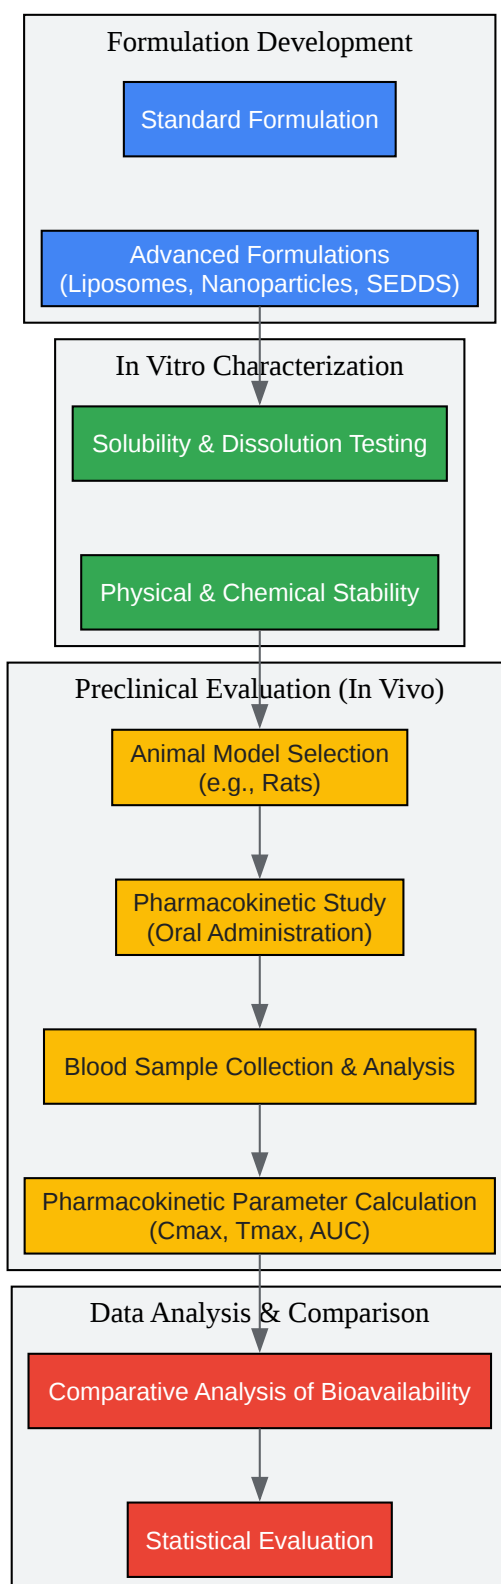 Formulation Development
Standard Formulation
Advanced Formulations
(Liposomes, Nanoparticles, SEDDS)
In Vitro Characterization
Solubility & Dissolution Testing
Physical & Chemical Stability
Preclinical Evaluation (In Vivo)
Animal Model Selection
(e.g., Rats)
Pharmacokinetic Study
(Oral Administration)
Blood Sample Collection & Analysis
Pharmacokinetic Parameter Calculation
(Cmax, Tmax, AUC)
Data Analysis & Comparison
Comparative Analysis of Bioavailability
Statistical Evaluation